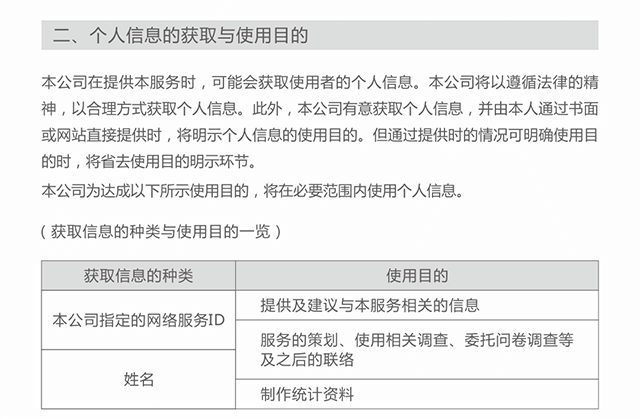 二、个人信息的获取与使用目的
本公司在提供本服务时，可能会获取使用者的个人信息。本公司将以遵循法律的精
神，以合理方式获取个人信息。此外，本公司有意获取个人信息，并由本人通过书面
或网站直接提供时，将明示个人信息的使用目的。但通过提供时的情况可明确使用目
的时，将省去使用目的明示环节。
本公司为达成以下所示使用目的，将在必要范围内使用个人信息。
（获取信息的种类与使用目的一览）
获取信息的种类
使用目的
本公司指定的网络服务ID
提供及建议与本服务相关的信息
服务的策划、使用相关调查、委托问卷调查等
及之后的联络
姓名
制作统计资料